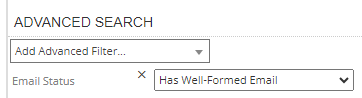 ADVANCED SEARCH
Add Advanced Filter...
Email Status × Has Well-Formed Email